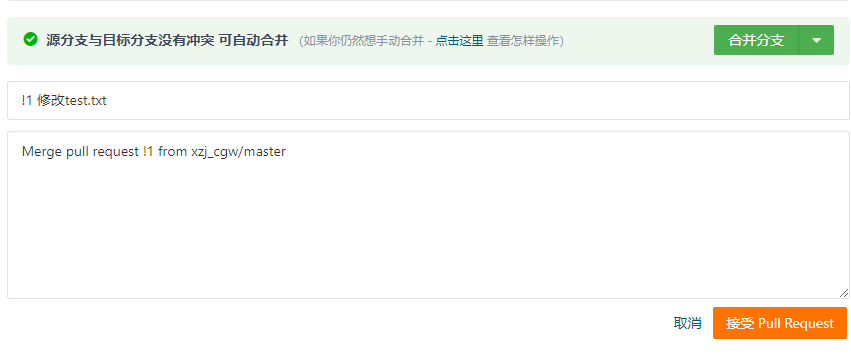 源分支与目标分支没有冲突 可自动合并 (如果你仍然想手动合并 - 点击这里 查看怎样操作) 合并分支
!1 修改test.txt
Merge pull request !1 from xzj_cgw/master
取消 接受 Pull Request